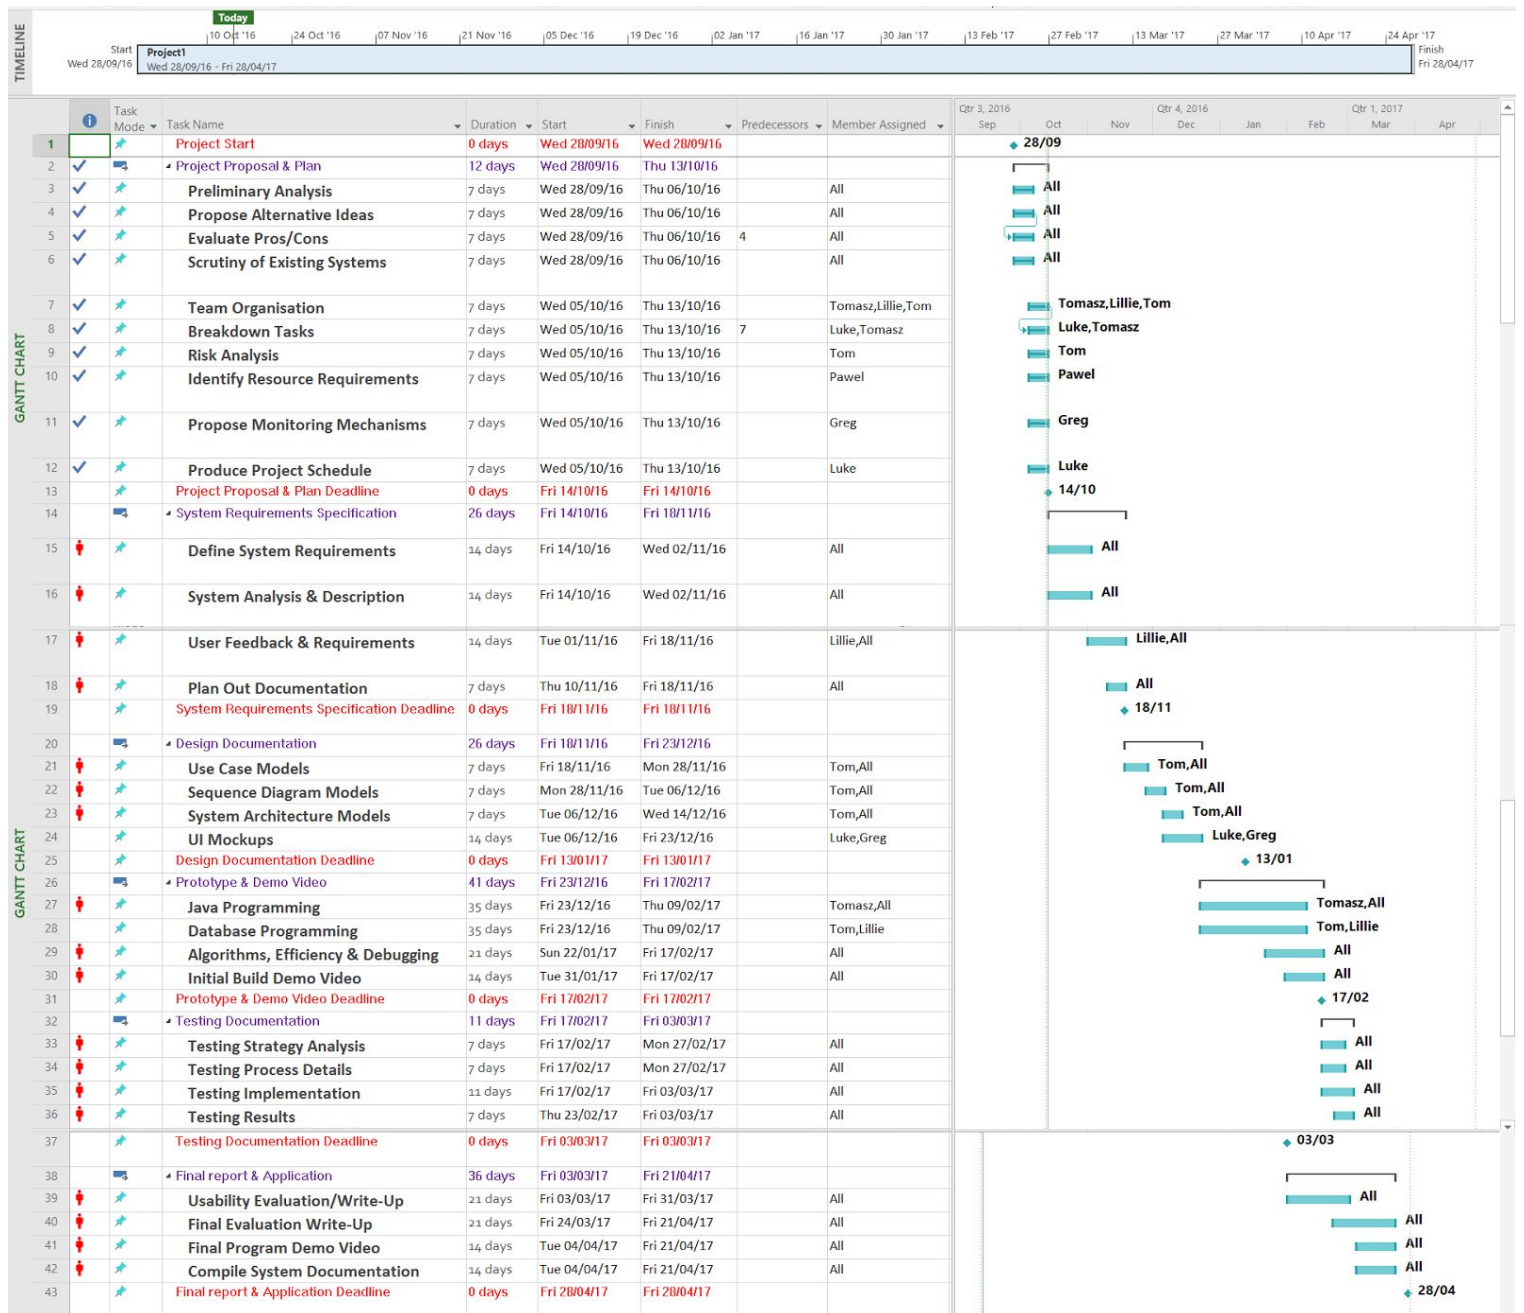 Today
10 Oct '16 24 Oct '16 07 Nov '16 21 Nov '16 05 Dec '16 19 Dec '16 02 Jan '17 16 Jan '17 30 Jan '17 13 Feb '17 27 Feb '17 13 Mar '17 27 Mar '17 10 Apr '17 24 Apr '17
TIMELINE
Start Project1 Finish
Wed 28/09/16 Wed 28/09/16 - Fri 28/04/17 Fri 28/04/17
Task Qtr 3, 2016 Qtr 4, 2016 Qtr 1, 2017
Mode Task Name Duration Start Finish Predecessors Member Assigned Sep Oct Nov Dec Jan Feb Mar Apr
1 Project Start 0 days Wed 28/09/16 Wed 28/09/16 28/09
2 Project Proposal & Plan 12 days Wed 28/09/16 Thu 13/10/16
3 Preliminary Analysis 7 days Wed 28/09/16 Thu 06/10/16 All All
4 Propose Alternative Ideas 7 days Wed 28/09/16 Thu 06/10/16 All All
5 Evaluate Pros/Cons 7 days Wed 28/09/16 Thu 06/10/16 4 All All
6 Scrutiny of Existing Systems 7 days Wed 28/09/16 Thu 06/10/16 All All
7 Team Organisation 7 days Wed 05/10/16 Thu 13/10/16 Tomasz,Lillie,Tom Tomasz,Lillie,Tom
8 Breakdown Tasks 7 days Wed 05/10/16 Thu 13/10/16 7 Luke,Tomasz Luke,Tomasz
9 Risk Analysis 7 days Wed 05/10/16 Thu 13/10/16 Tom Tom
10 Identify Resource Requirements 7 days Wed 05/10/16 Thu 13/10/16 Pawel Pawel
GANTT CHART
11 Propose Monitoring Mechanisms 7 days Wed 05/10/16 Thu 13/10/16 Greg Greg
12 Produce Project Schedule 7 days Wed 05/10/16 Thu 13/10/16 Luke Luke
13 Project Proposal & Plan Deadline 0 days Fri 14/10/16 Fri 14/10/16 14/10
14 System Requirements Specification 26 days Fri 14/10/16 Fri 18/11/16
15 Define System Requirements 14 days Fri 14/10/16 Wed 02/11/16 All All
16 System Analysis & Description 14 days Fri 14/10/16 Wed 02/11/16 All All
17 User Feedback & Requirements 14 days Tue 01/11/16 Fri 18/11/16 Lillie,All Lillie,All
18 Plan Out Documentation 7 days Thu 10/11/16 Fri 18/11/16 All All
19 System Requirements Specification Deadline 0 days Fri 18/11/16 Fri 18/11/16 18/11
20 Design Documentation 26 days Fri 18/11/16 Fri 23/12/16
21 Use Case Models 7 days Fri 18/11/16 Mon 28/11/16 Tom,All Tom,All
22 Sequence Diagram Models 7 days Mon 28/11/16 Tue 06/12/16 Tom,All Tom,All
23 System Architecture Models 7 days Tue 06/12/16 Wed 14/12/16 Tom,All Tom,All
24 UI Mockups 14 days Tue 06/12/16 Fri 23/12/16 Luke,Greg Luke,Greg
25 Design Documentation Deadline 0 days Fri 13/01/17 Fri 13/01/17 13/01
GANTT CHART
26 Prototype & Demo Video 41 days Fri 23/12/16 Fri 17/02/17
27 Java Programming 35 days Fri 23/12/16 Thu 09/02/17 Tomasz,All Tomasz,All
28 Database Programming 35 days Fri 23/12/16 Thu 09/02/17 Tom,Lillie Tom,Lillie
29 Algorithms, Efficiency & Debugging 21 days Sun 22/01/17 Fri 17/02/17 All All
30 Initial Build Demo Video 14 days Tue 31/01/17 Fri 17/02/17 All All
31 Prototype & Demo Video Deadline 0 days Fri 17/02/17 Fri 17/02/17 17/02
32 Testing Documentation 11 days Fri 17/02/17 Fri 03/03/17
33 Testing Strategy Analysis 7 days Fri 17/02/17 Mon 27/02/17 All All
34 Testing Process Details 7 days Fri 17/02/17 Mon 27/02/17 All All
35 Testing Implementation 11 days Fri 17/02/17 Fri 03/03/17 All All
36 Testing Results 7 days Thu 23/02/17 Fri 03/03/17 All All
37 Testing Documentation Deadline 0 days Fri 03/03/17 Fri 03/03/17 03/03
38 Final report & Application 36 days Fri 03/03/17 Fri 21/04/17
39 Usability Evaluation/Write-Up 21 days Fri 03/03/17 Fri 31/03/17 All All
40 Final Evaluation Write-Up 21 days Fri 24/03/17 Fri 21/04/17 All All
41 Final Program Demo Video 14 days Tue 04/04/17 Fri 21/04/17 All All
42 Compile System Documentation 14 days Tue 04/04/17 Fri 21/04/17 All All
43 Final report & Application Deadline 0 days Fri 28/04/17 Fri 28/04/17 28/04